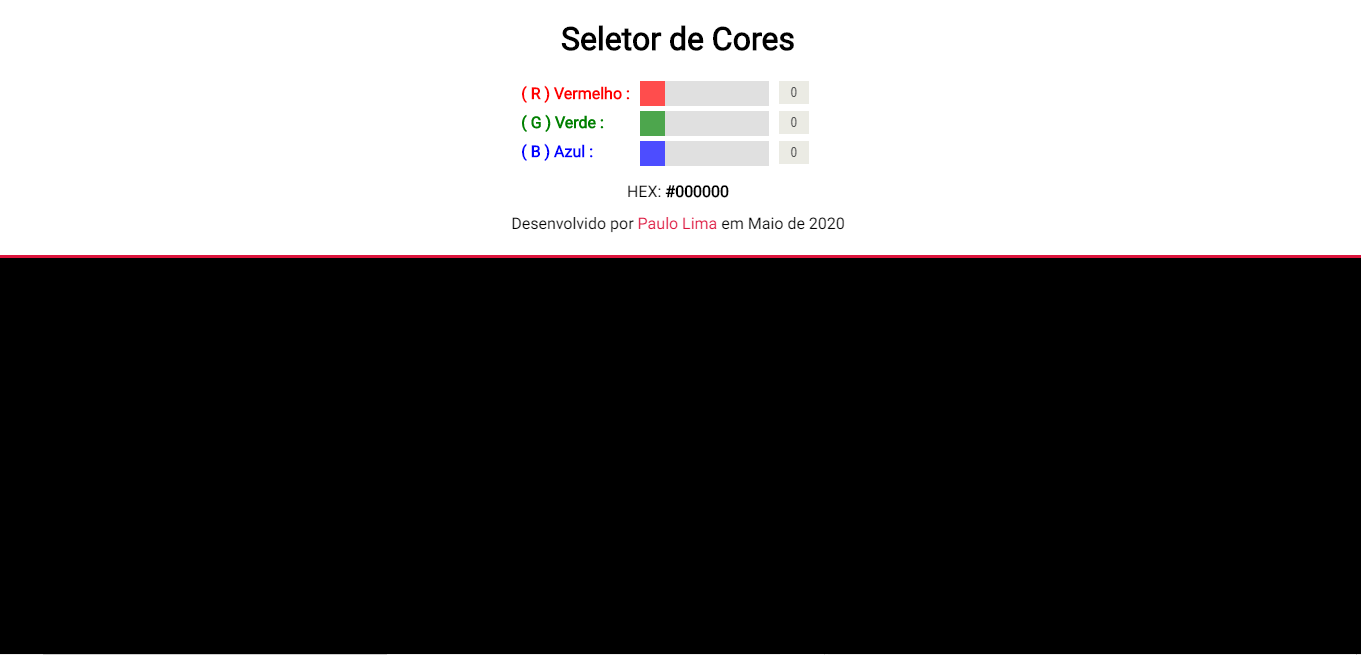 Seletor de Cores
( R ) Vermelho : 0
( G ) Verde : 0
( B ) Azul : 0
HEX: #000000
Desenvolvido por Paulo Lima em Maio de 2020